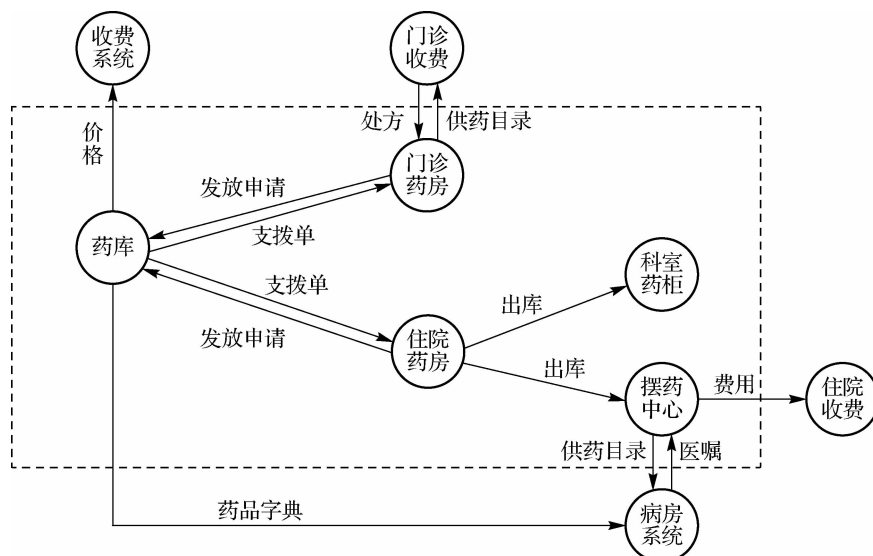 收费
系统
门诊
收费
价格
处方
供药目录
门诊
药房
发放申请
支拨单
药库
支拨单
发放申请
住院
药房
出库
科室
药柜
出库
摆药
中心
费用
住院
收费
供药目录
医嘱
药品字典
病房
系统